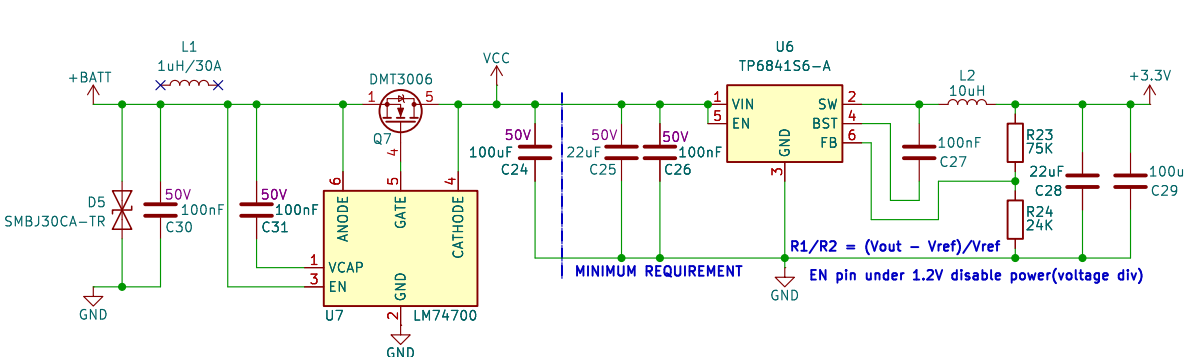 L1
1uH/30A
+BATT
D5
SMBJ30CA-TR
50V
100nF
C30
50V
100nF
C31
GND
DMT3006
1
5
Q7
4
6
5
4
ANODE
GATE
CATHODE
1
VCAP
3
EN
GND
2
U7
LM74700
GND
VCC
50V
100uF
C24
50V
22uF
C25
50V
100nF
C26
MINIMUM REQUIREMENT
U6
TP6841S6-A
1
VIN
5
EN
GND
3
SW
2
BST
4
FB
6
GND
100nF
C27
L2
10uH
R23
75K
R24
24K
22uF
C28
100u
C29
+3.3V
R1/R2 = (Vout - Vref)/Vref
EN pin under 1.2V disable power(voltage div)